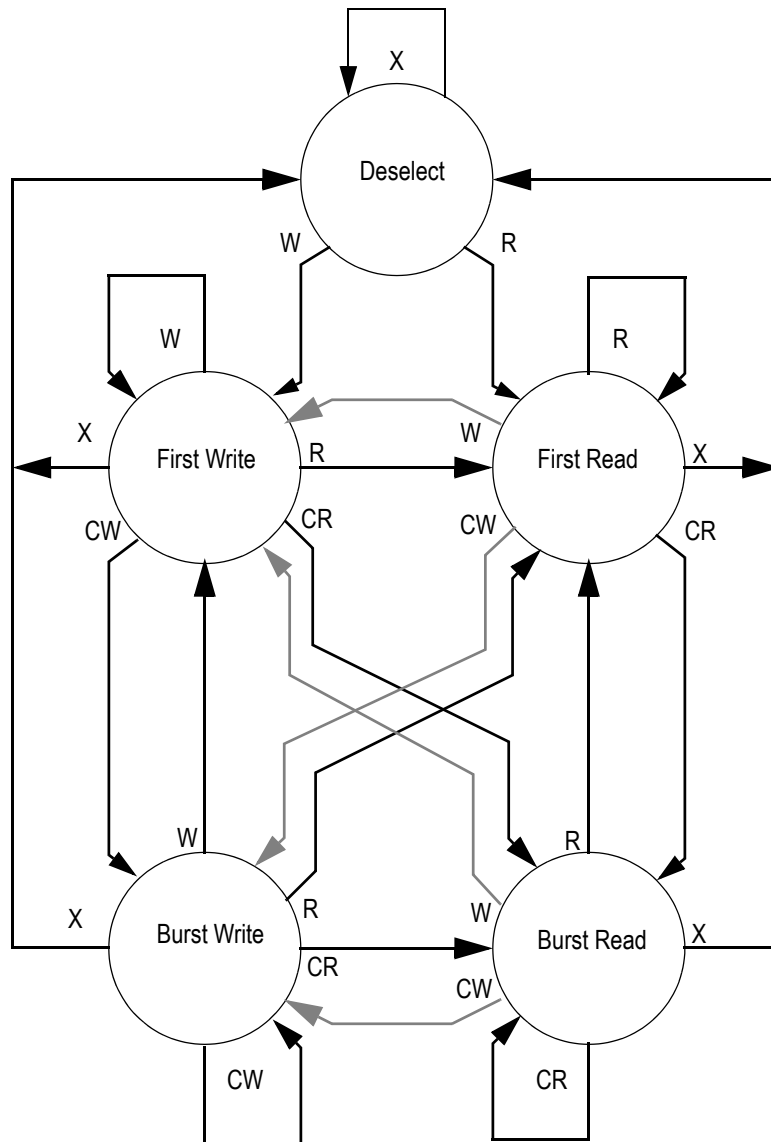 X
Deselect
W
R
W
R
X
W
First Write
R
First Read
X
CW
CR
CW
CR
W
R
X
R
W
Burst Write
Burst Read
X
CR
CW
CW
CR